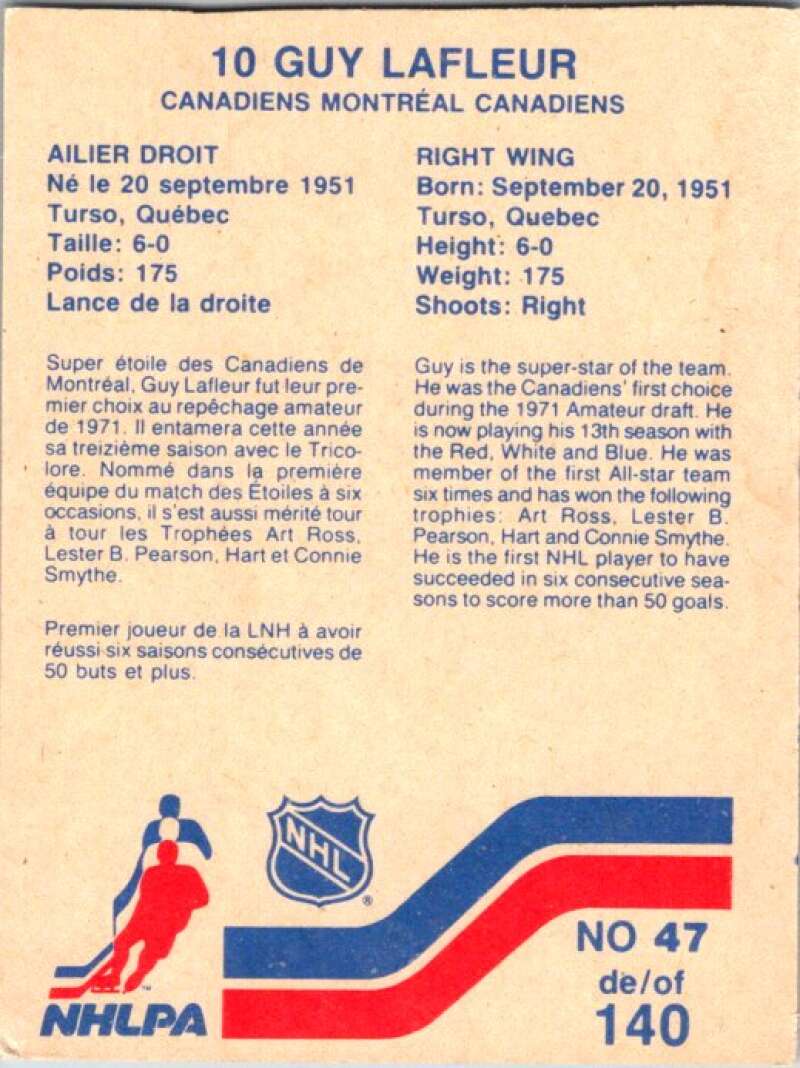 10 GUY LAFLEUR
CANADIENS MONTRÉAL CANADIENS
AILIER DROIT
Né le 20 septembre 1951
Turso, Québec
Taille: 6-0
Poids: 175
Lance de la droite
Super étoile des Canadiens de
Montréal, Guy Lafleur fut leur pre-
mier choix au repêchage amateur
de 1971. Il entamera cette année
sa treizième saison avec le Trico-
lore. Nommé dans la première
équipe du match des Étoiles à six
occasions, il s'est aussi mérité tour
à tour les Trophées Art Ross,
Lester B. Pearson, Hart et Connie
Smythe.
Premier joueur de la LNH à avoir
réussi six saisons consécutives de
50 buts et plus.
RIGHT WING
Born: September 20, 1951
Turso, Quebec
Height: 6-0
Weight: 175
Shoots: Right
Guy is the super-star of the team.
He was the Canadiens' first choice
during the 1971 Amateur draft. He
is now playing his 13th season with
the Red, White and Blue. He was
member of the first All-star team
six times and has won the following
trophies: Art Ross, Lester B.
Pearson, Hart and Connie Smythe.
He is the first NHL player to have
succeeded in six consecutive sea-
sons to score more than 50 goals.
NHL
®
™
NHLPA
NO 47
de/of
140